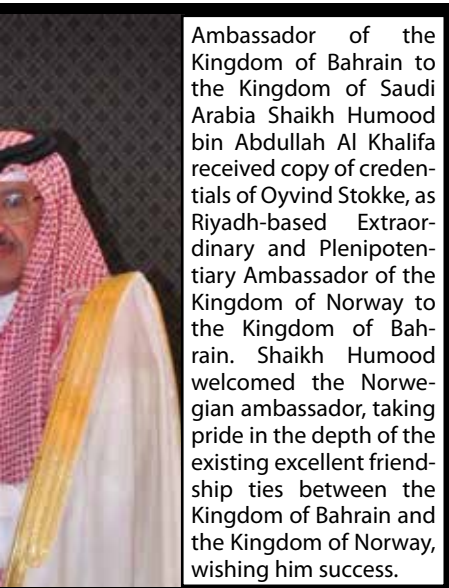 Ambassador of the
Kingdom of Bahrain to
the Kingdom of Saudi
Arabia Shaikh Humood
bin Abdullah Al Khalifa
received copy of creden-
tials of Oyvind Stokke, as
Riyadh-based Extraor-
dinary and Plenipoten-
tiary Ambassador of the
Kingdom of Norway to
the Kingdom of Bah-
rain. Shaikh Humood
welcomed the Norwe-
gian ambassador, taking
pride in the depth of the
existing excellent friend-
ship ties between the
Kingdom of Bahrain and
the Kingdom of Norway,
wishing him success.